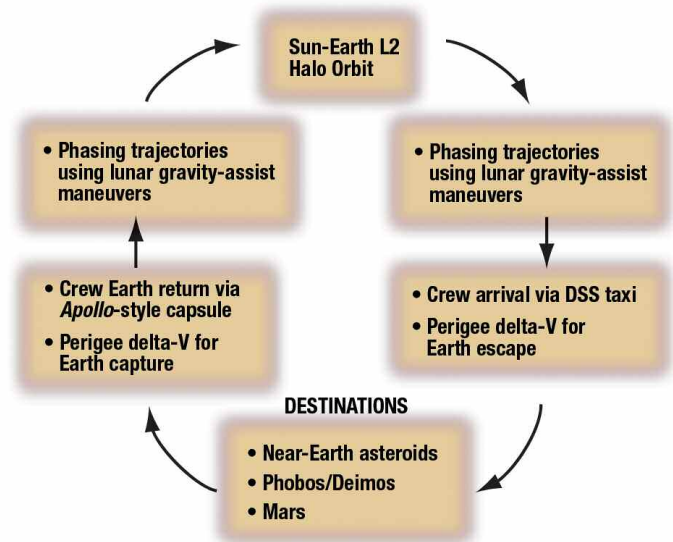 Sun-Earth L2
Halo Orbit
• Phasing trajectories
using lunar gravity-assist
maneuvers
• Phasing trajectories
using lunar gravity-assist
maneuvers
• Crew Earth return via
Apollo-style capsule
• Perigee delta-V for
Earth capture
• Crew arrival via DSS taxi
• Perigee delta-V for
Earth escape
DESTINATIONS
• Near-Earth asteroids
• Phobos/Deimos
• Mars